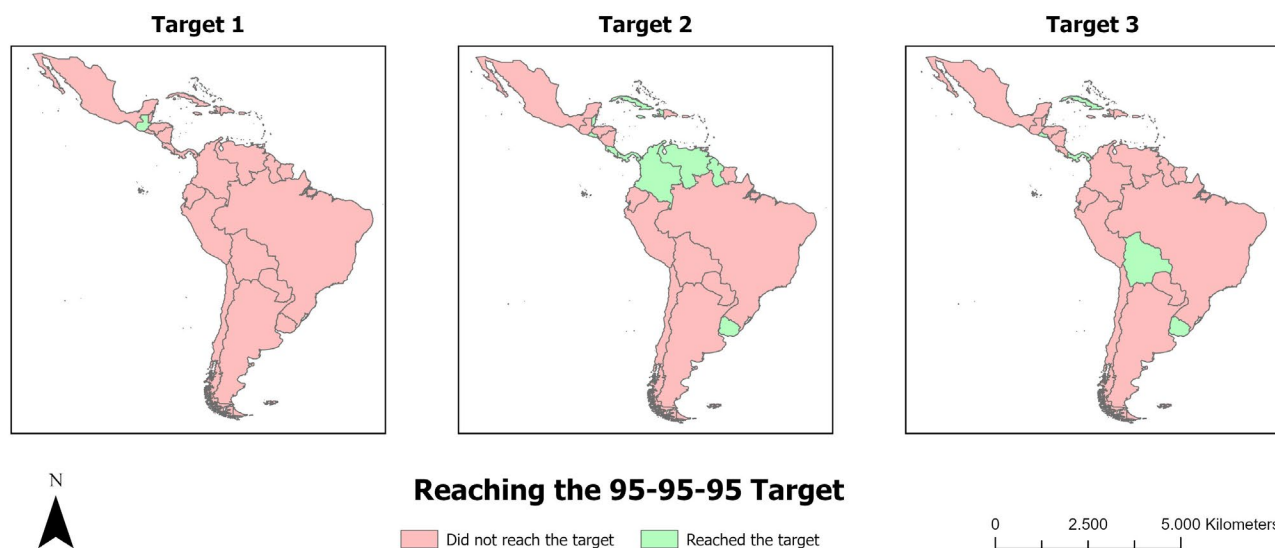 Target 1
Target 2
Target 3
N
Reaching the 95-95-95 Target
Did not reach the target
Reached the target
0 2.500 5.000 Kilometers